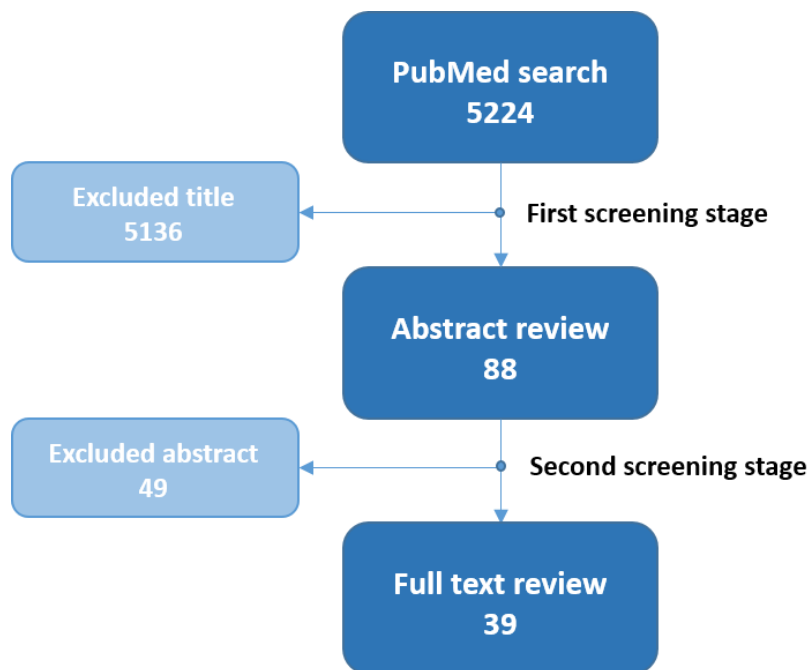 PubMed search
5224
Excluded title
5136
First screening stage
Abstract review
88
Excluded abstract
49
Second screening stage
Full text review
39